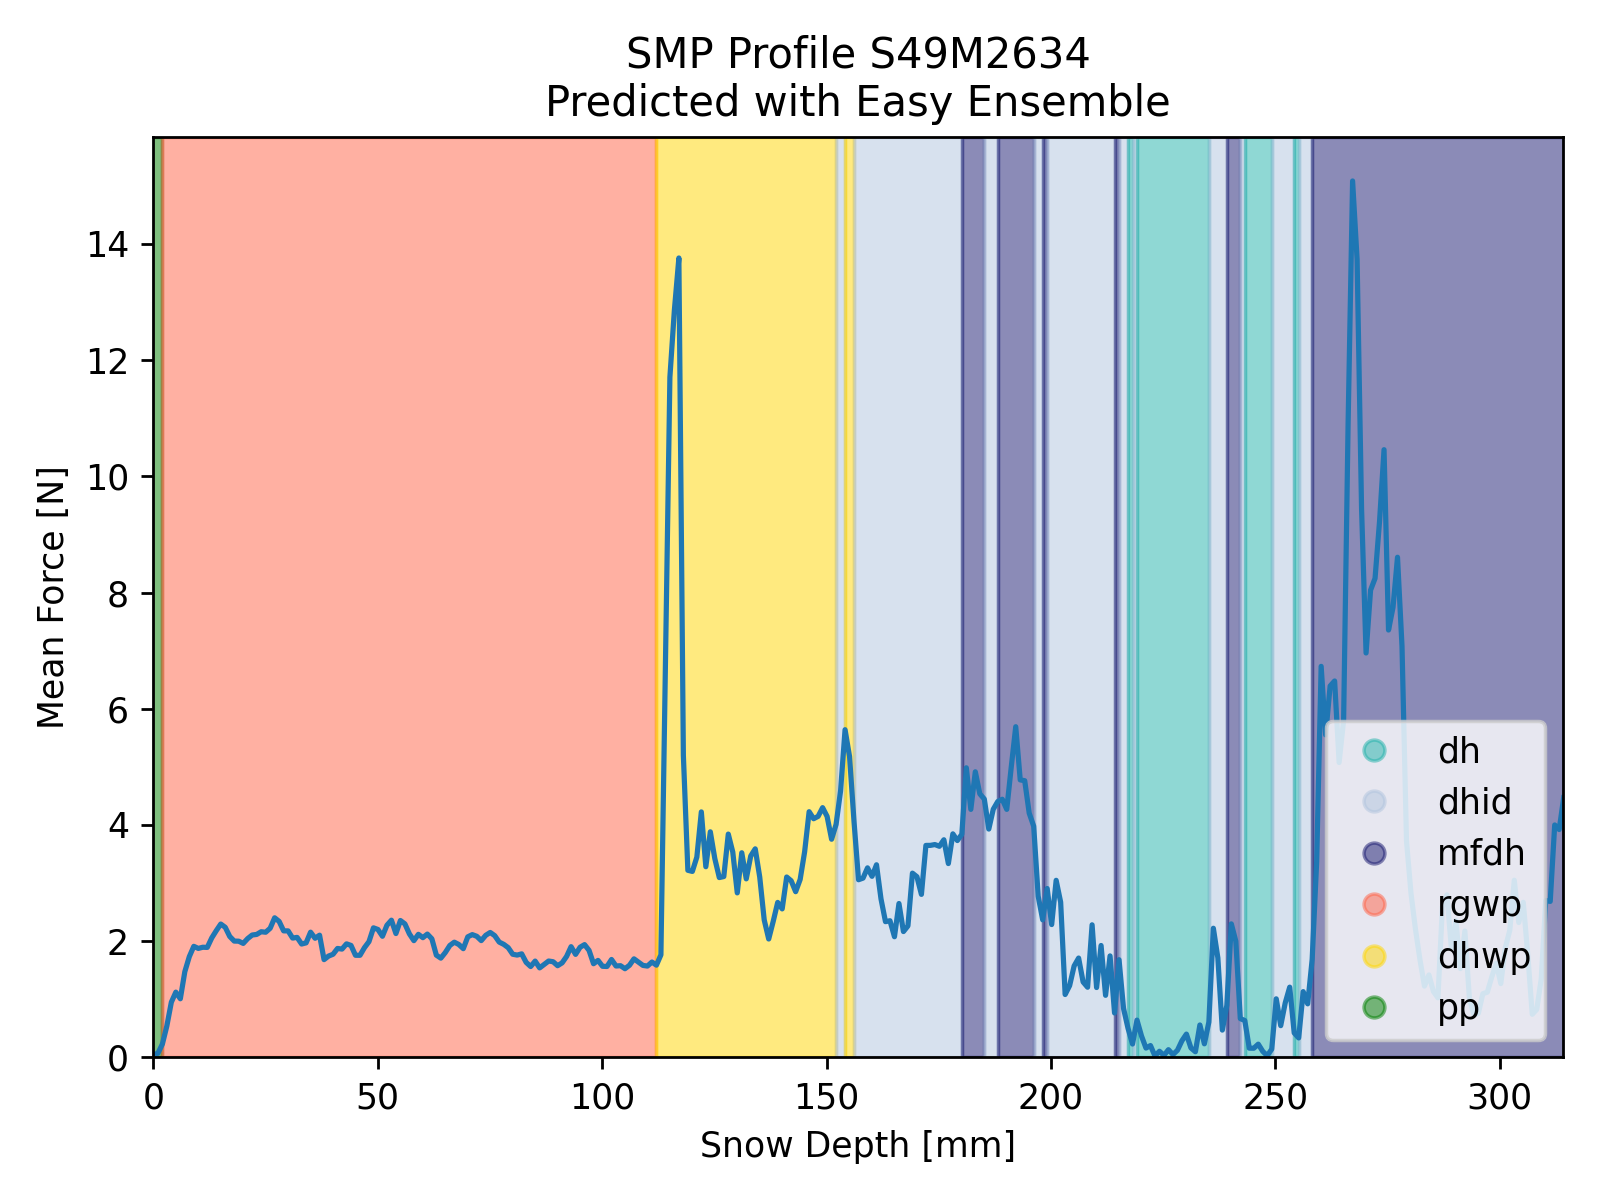 SMP Profile S49M2634
Predicted with Easy Ensemble
Mean Force [N]
14
12
10
8
6
4
2
0
dh
dhid
mfdh
rgwp
dhwp
pp
0 50 100 150 200 250 300
Snow Depth [mm]